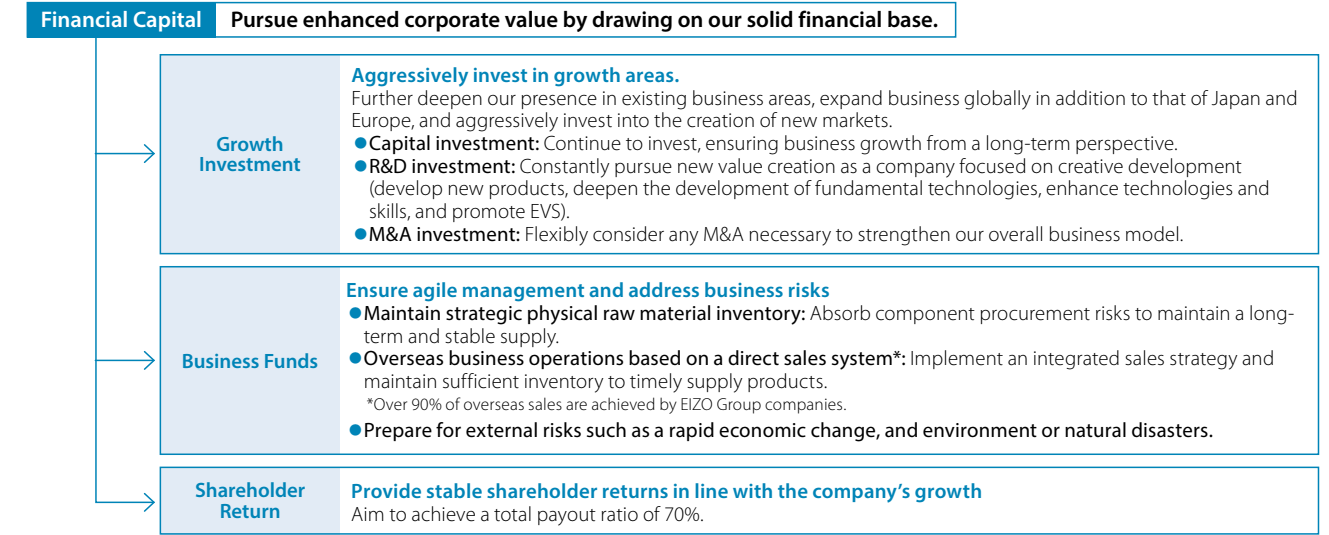 Financial Capital Pursue enhanced corporate value by drawing on our solid financial base.
Growth
Investment
Aggressively invest in growth areas.
Further deepen our presence in existing business areas, expand business globally in addition to that of Japan and
Europe, and aggressively invest into the creation of new markets.
●Capital investment: Continue to invest, ensuring business growth from a long-term perspective.
●R&D investment: Constantly pursue new value creation as a company focused on creative development
(develop new products, deepen the development of fundamental technologies, enhance technologies and
skills, and promote EVS).
●M&A investment: Flexibly consider any M&A necessary to strengthen our overall business model.
Business Funds
Ensure agile management and address business risks
●Maintain strategic physical raw material inventory: Absorb component procurement risks to maintain a long-
term and stable supply.
●Overseas business operations based on a direct sales system*: Implement an integrated sales strategy and
maintain sufficient inventory to timely supply products.
*Over 90% of overseas sales are achieved by EIZO Group companies.
●Prepare for external risks such as a rapid economic change, and environment or natural disasters.
Shareholder
Return
Provide stable shareholder returns in line with the company's growth
Aim to achieve a total payout ratio of 70%.